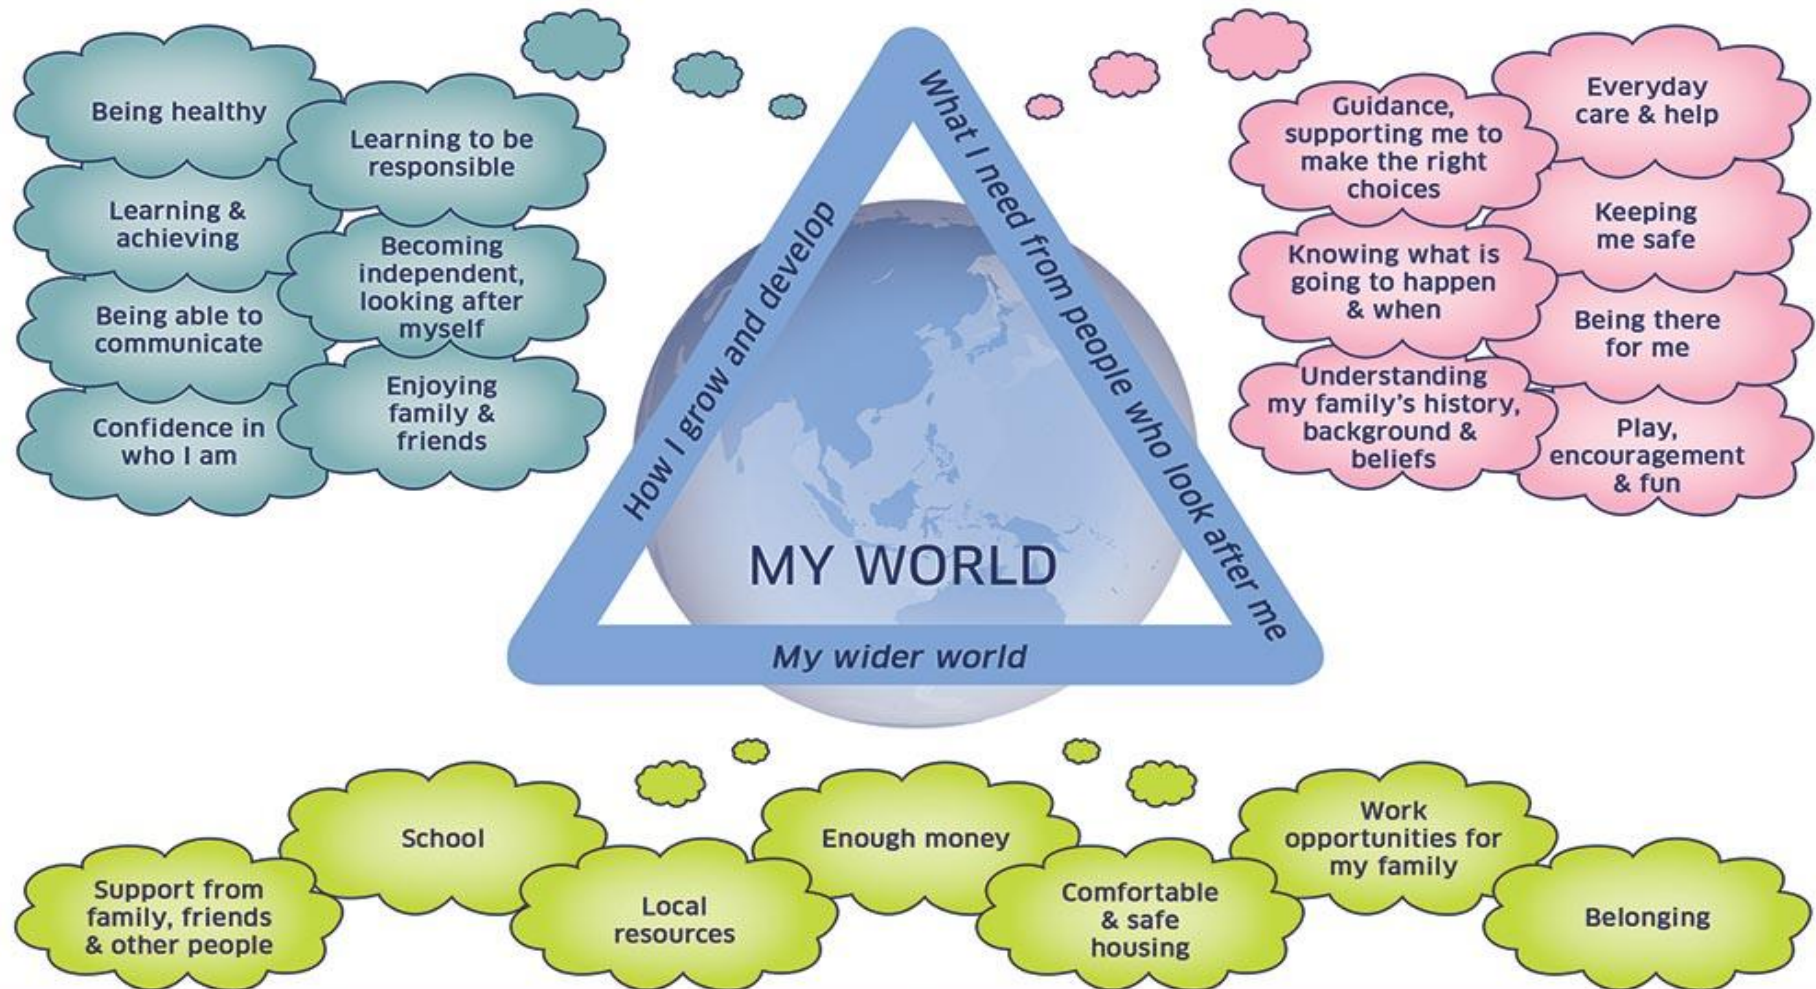 Being healthy
Learning to be
responsible
Learning &
achieving
Becoming
independent,
looking after
myself
Being able to
communicate
Enjoying
family &
friends
Confidence in
who I am
How I grow and develop
What I need from people who look after me
MY WORLD
My wider world
Everyday
care & help
Guidance,
supporting me to
make the right
choices
Keeping
me safe
Knowing what is
going to happen
& when
Being there
for me
Understanding
my family's history,
background &
beliefs
Play,
encouragement
& fun
Support from
family, friends
& other people
School
Local
resources
Enough money
Comfortable
& safe
housing
Work
opportunities for
my family
Belonging